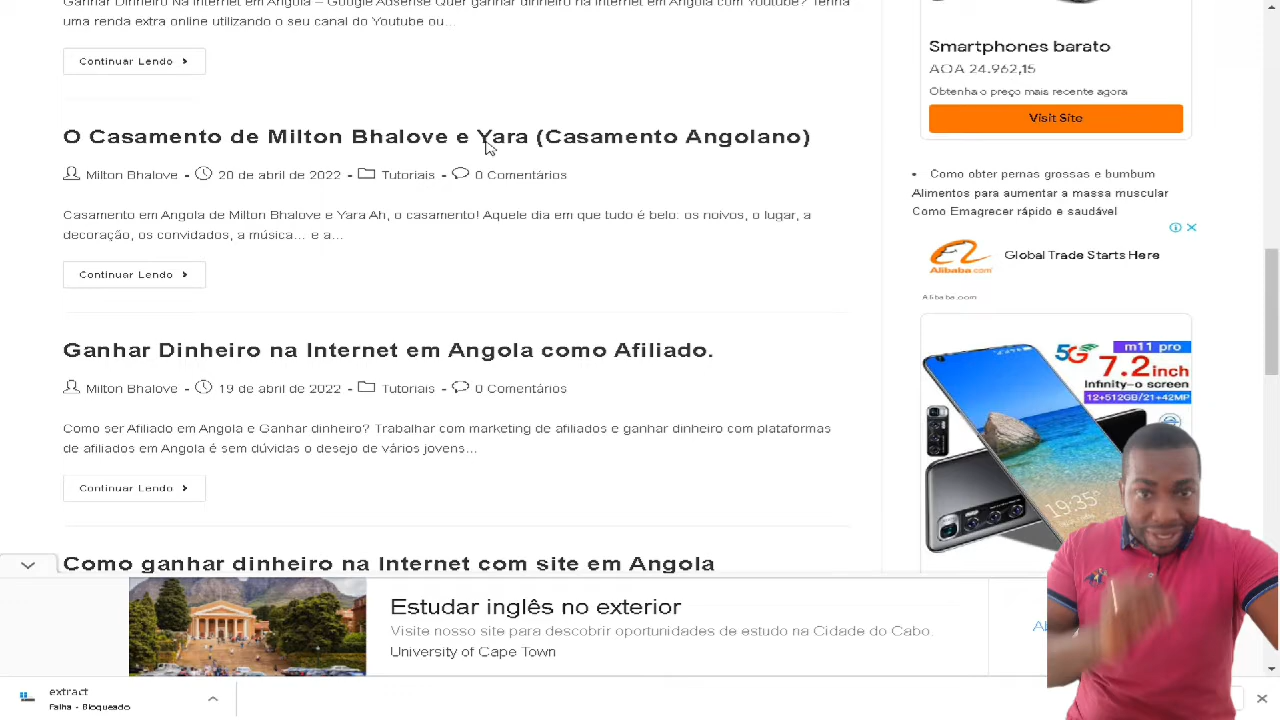 Ganhar Dinheiro Na Internet em Angola – Google Adsense Quer ganhar dinheiro na Internet em Angola com Youtube? Tenha
uma renda extra online utilizando o seu canal do Youtube ou...
Continuar Lendo
O Casamento de Milton Bhalove e Yara (Casamento Angolano)
Milton Bhalove - 20 de abril de 2022 - Tutoriais - 0 Comentários
Casamento em Angola de Milton Bhalove e Yara Ah, o casamento! Aquele dia em que tudo é belo: os noivos, o lugar, a
decoração, os convidados, a música... e a...
Continuar Lendo
Ganhar Dinheiro na Internet em Angola como Afiliado.
Milton Bhalove - 19 de abril de 2022 - Tutoriais - 0 Comentários
Como ser Afiliado em Angola e Ganhar dinheiro? Trabalhar com marketing de afiliados e ganhar dinheiro com plataformas
de afiliados em Angola é sem dúvidas o desejo de vários jovens...
Continuar Lendo
Como ganhar dinheiro na Internet com site em Angola
Smartphones barato
AOA 24.962,15
Obtenha o preço mais recente agora
Visit Site
• Como obter pernas grossas e bumbum
Alimentos para aumentar a massa muscular
Como Emagrecer rápido e saudável
Alibaba.com
Global Trade Starts Here
Alibaba.com
5G m11 pro
7.2inch
Infinity-o screen
12+512GB/21+42MP
19:35
Estudar inglês no exterior
Visite nosso site para descobrir oportunidades de estudo na Cidade do Cabo.
University of Cape Town
extract
Falha - Bloqueado